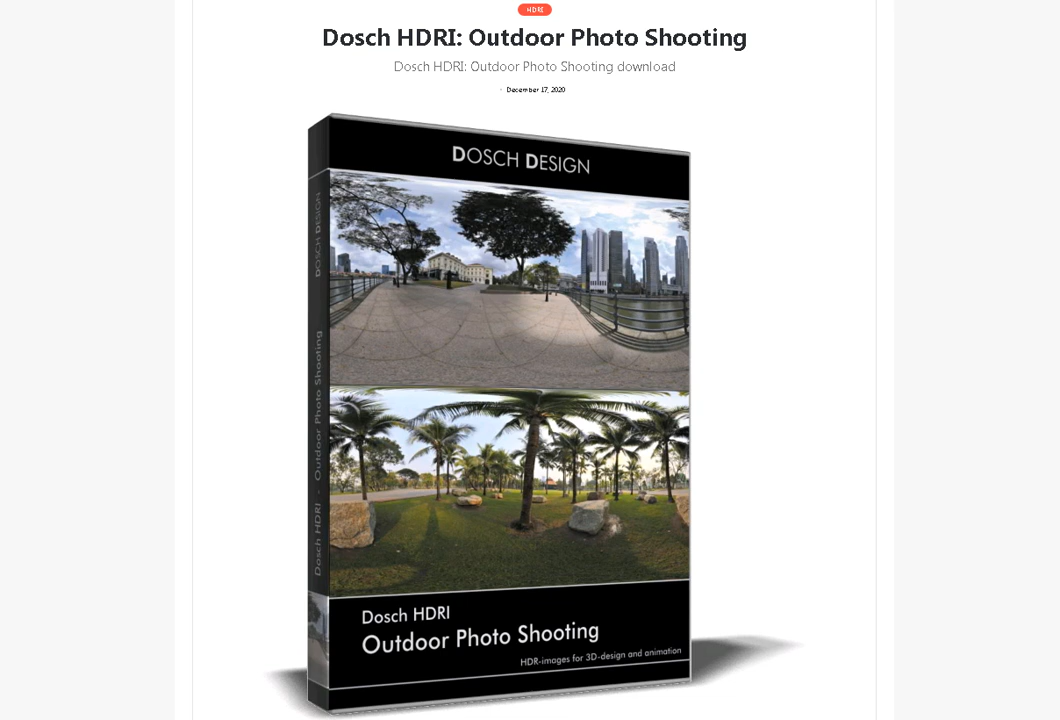 HDRI
Dosch HDRI: Outdoor Photo Shooting
Dosch HDRI: Outdoor Photo Shooting download
December 17, 2020
DOSCH DESIGN
DOSCH DESIGN
Dosch HDRI - Outdoor Photo Shooting
Dosch HDRI
Outdoor Photo Shooting
HDR-images for 3D-design and animation